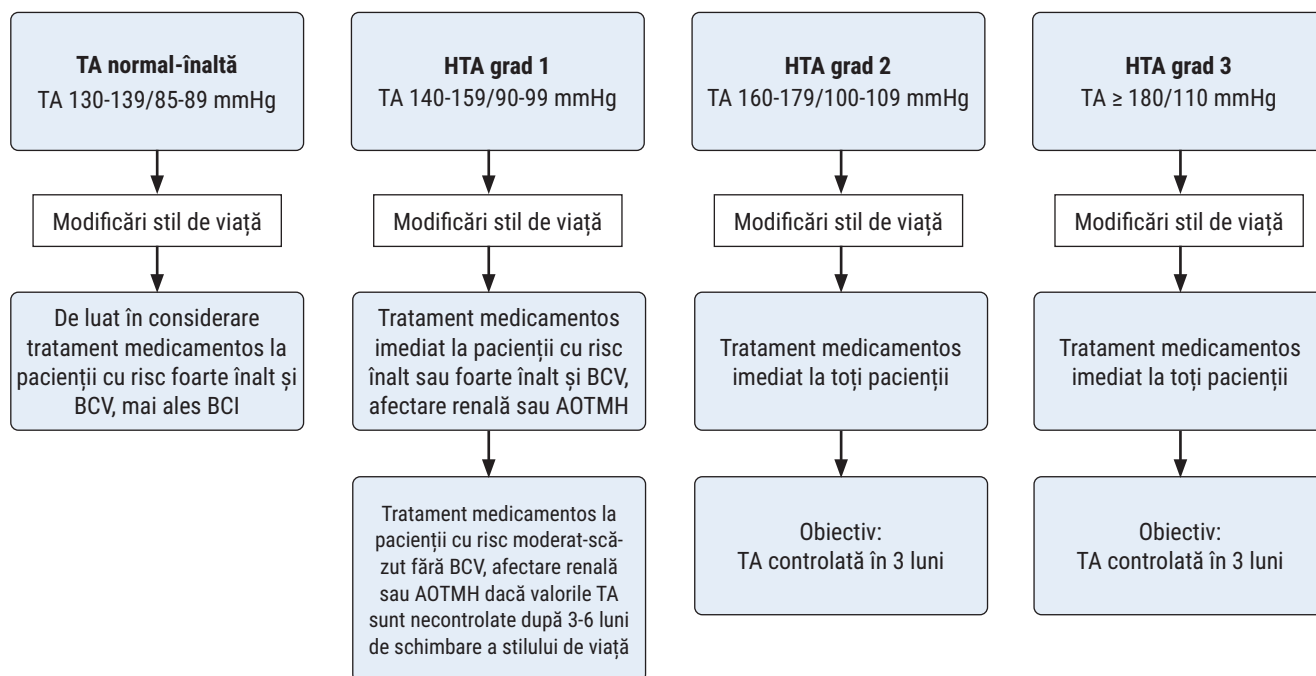 TA normal-înaltă
TA 130-139/85-89 mmHg
Modificări stil de viață
De luat în considerare
tratament medicamentos la
pacienții cu risc foarte înalt și
BCV, mai ales BCI
HTA grad 1
TA 140-159/90-99 mmHg
Modificări stil de viață
Tratament medicamentos
imediat la pacienții cu risc
înalt sau foarte înalt și BCV,
afectare renală sau AOTMH
Tratament medicamentos la
pacienții cu risc moderat-scă-
zut fără BCV, afectare renală
sau AOTMH dacă valorile TA
sunt necontrolate după 3-6 luni
de schimbare a stilului de viață
HTA grad 2
TA 160-179/100-109 mmHg
Modificări stil de viață
Tratament medicamentos
imediat la toți pacienții
Obiectiv:
TA controlată în 3 luni
HTA grad 3
TA ≥ 180/110 mmHg
Modificări stil de viață
Tratament medicamentos
imediat la toți pacienții
Obiectiv:
TA controlată în 3 luni